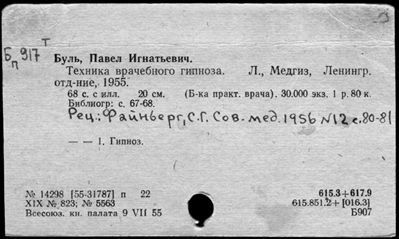 Б 917 т
п
Буль, Павел Игнатьевич.
Техника врачебного гипноза. Л., Медгиз, Ленингр.
отд-ние, 1955.
68 с. с илл. 20 см. (Б-ка практ. врача). 30.000 экз. 1 р. 80 к.
Библиогр: с. 67-68.
Рец.: Файнберг, С.Г. Сов. мед. 1956 №12 с. 80-81
— — 1. Гипноз.
№ 14298 [55-31787] п 22 615.3+617.9
XIX № 823; № 5563 615.851.2+[016.3]
Всесоюз. кн. палата 9 VII 55 Б907